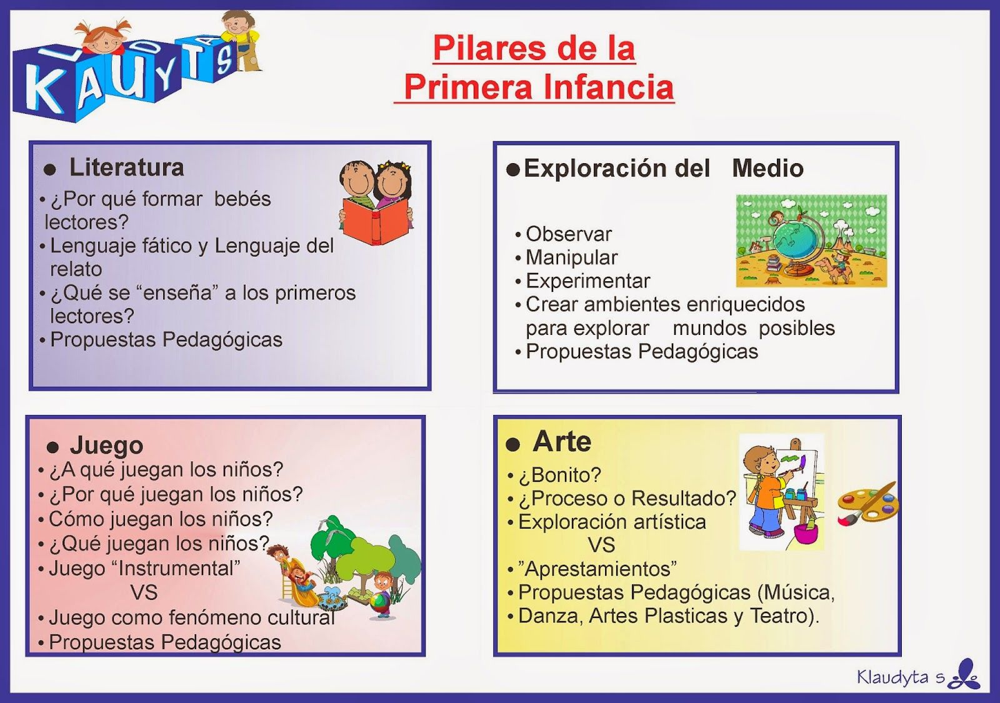 KLAUDYTAS
Pilares de la
Primera Infancia
● Literatura
• ¿Por qué formar bebés
lectores?
• Lenguaje fático y Lenguaje del
relato
• ¿Qué se “enseña” a los primeros
lectores?
• Propuestas Pedagógicas
● Exploración del Medio
• Observar
• Manipular
• Experimentar
• Crear ambientes enriquecidos
para explorar mundos posibles
• Propuestas Pedagógicas
● Juego
• ¿A qué juegan los niños?
• ¿Por qué juegan los niños?
• Cómo juegan los niños?
• ¿Qué juegan los niños?
• Juego “Instrumental”
VS
• Juego como fenómeno cultural
• Propuestas Pedagógicas
● Arte
• ¿Bonito?
• ¿Proceso o Resultado?
• Exploración artística
VS
• ”Aprestamientos”
• Propuestas Pedagógicas (Música,
• Danza, Artes Plasticas y Teatro).
Klaudyta s